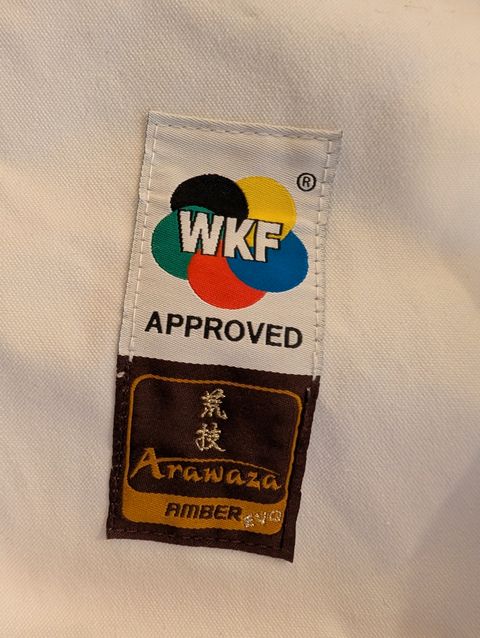 ®
WKF
APPROVED
荒
技
Arawaza
AMBER EVO